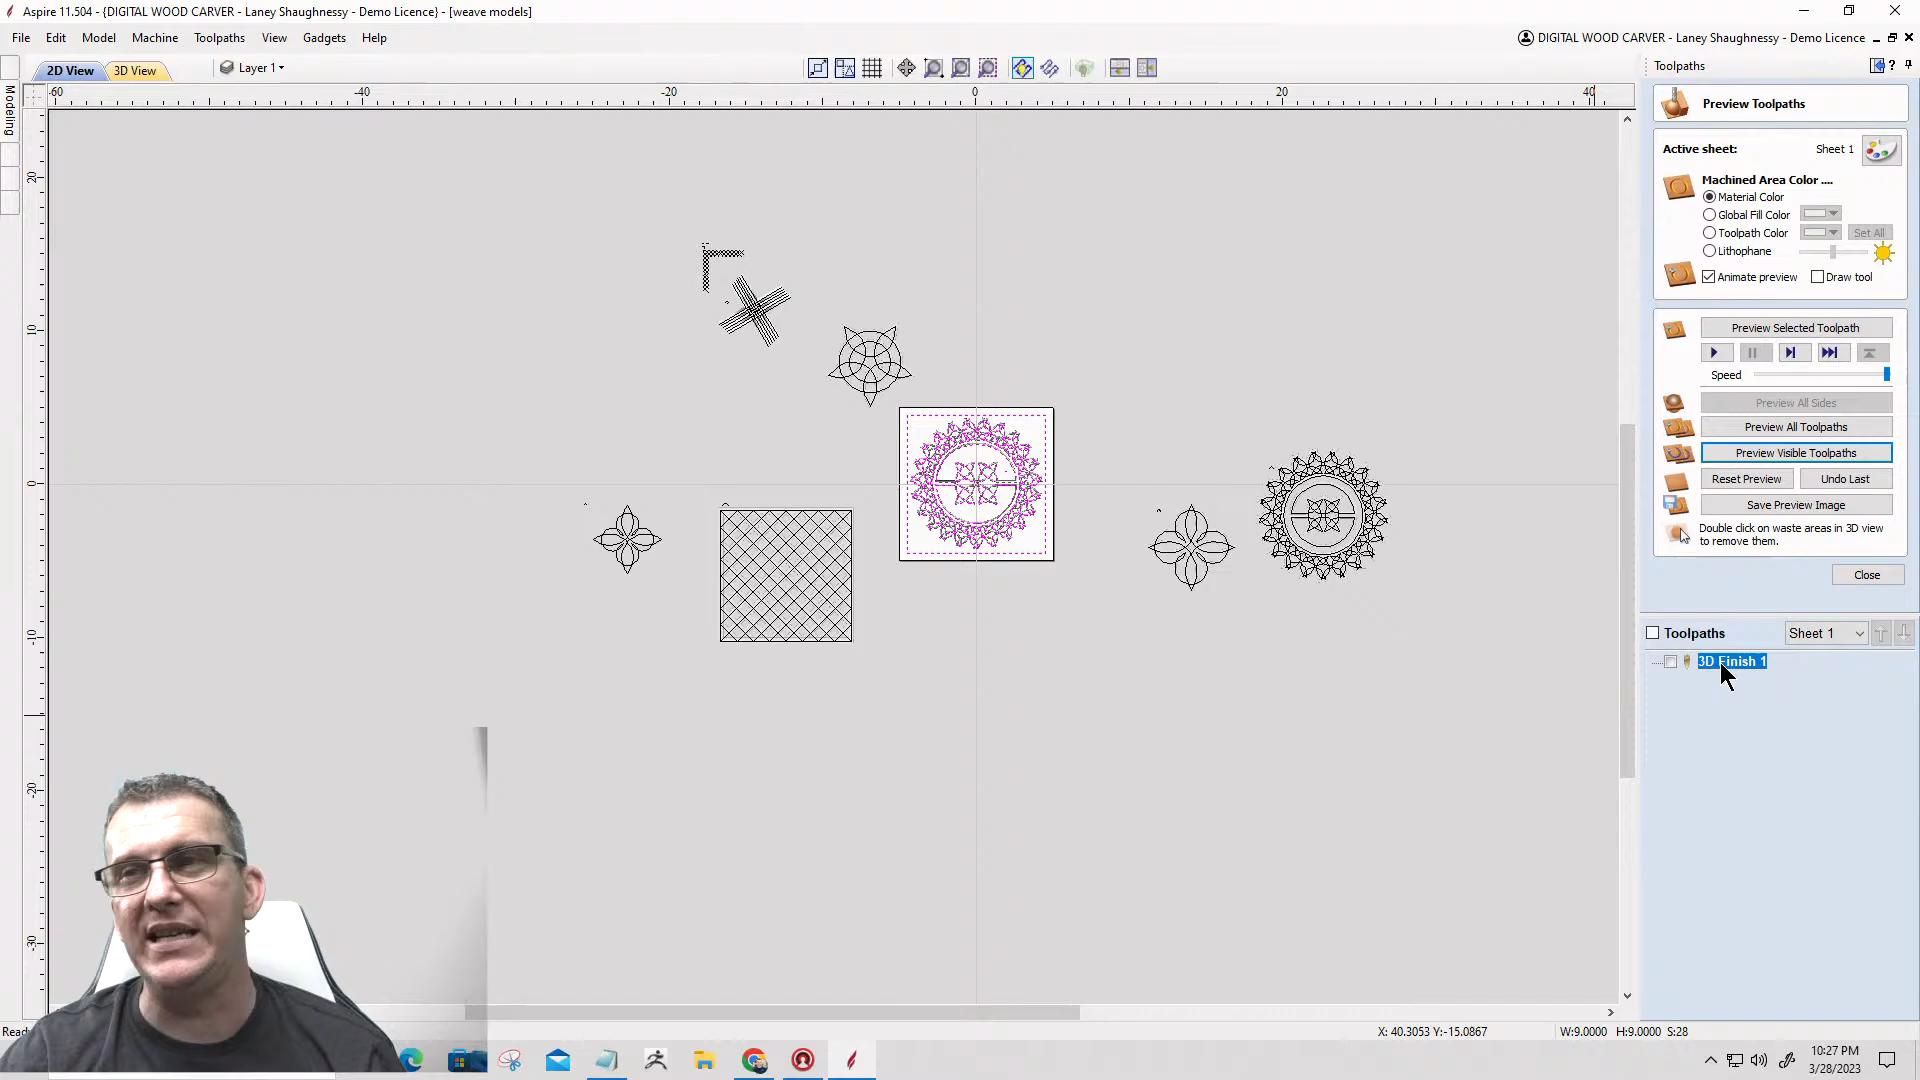 Aspire 11.504 - {DIGITAL WOOD CARVER - Laney Shaughnessy - Demo Licence} - [weave models]
File Edit Model Machine Toolpaths View Gadgets Help
DIGITAL WOOD CARVER - Laney Shaughnessy - Demo Licence
2D View 3D View Layer 1
Toolpaths
-60 -40 -20 0 20 40
Modeling
20
10
0
-10
-20
-30
Preview Toolpaths
Active sheet: Sheet 1
Machined Area Color ....
Material Color
Global Fill Color
Toolpath Color Set All
Lithophane
Animate preview Draw tool
Preview Selected Toolpath
Speed
Preview All Sides
Preview All Toolpaths
Preview Visible Toolpaths
Reset Preview Undo Last
Save Preview Image
Double click on waste areas in 3D view
to remove them.
Close
Toolpaths Sheet 1
3D Finish 1
Read
X: 40.3053 Y:-15.0867
W:9.0000 H:9.0000 S:28
10:27 PM
3/28/2023